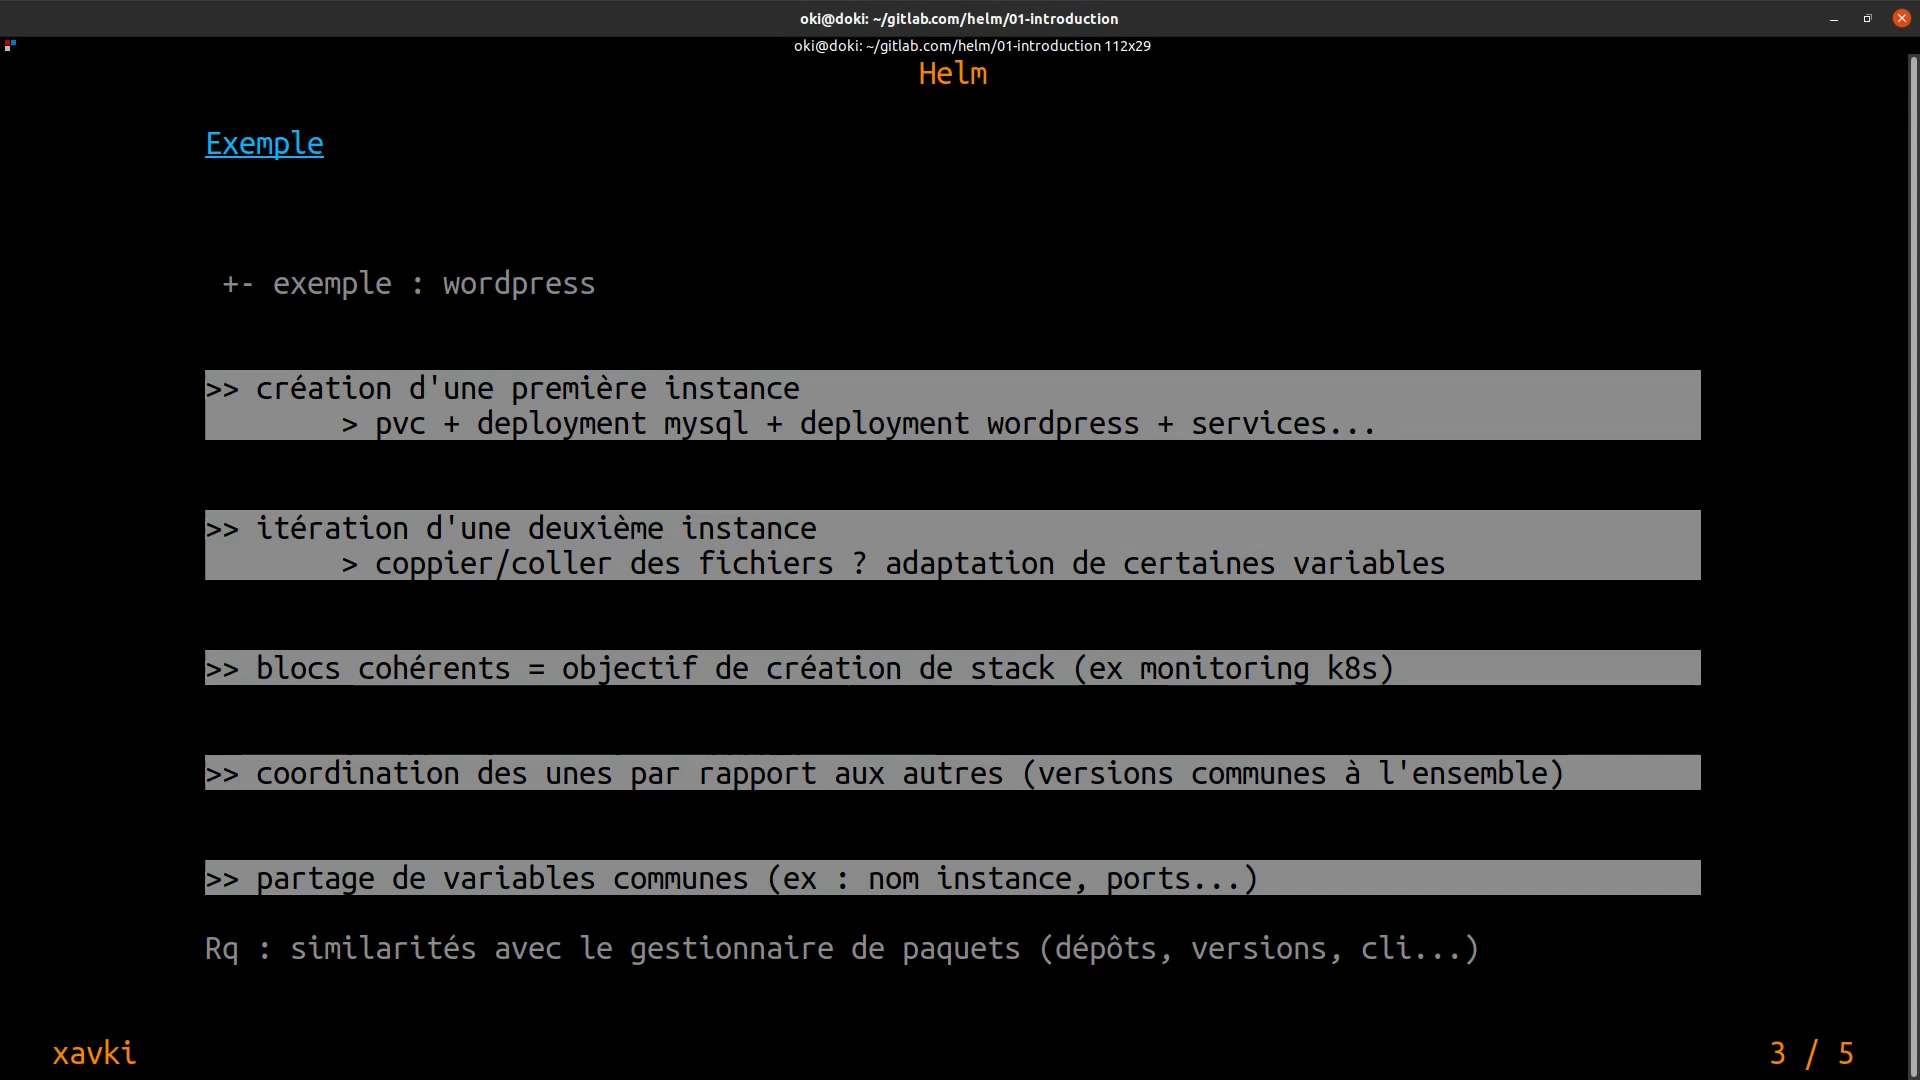 oki@doki: ~/gitlab.com/helm/01-introduction
oki@doki: ~/gitlab.com/helm/01-introduction 112x29
Helm
Exemple
+- exemple : wordpress
>> création d'une première instance
> pvc + deployment mysql + deployment wordpress + services...
>> itération d'une deuxième instance
> coppier/coller des fichiers ? adaptation de certaines variables
>> blocs cohérents = objectif de création de stack (ex monitoring k8s)
>> coordination des unes par rapport aux autres (versions communes à l'ensemble)
>> partage de variables communes (ex : nom instance, ports...)
Rq : similarités avec le gestionnaire de paquets (dépôts, versions, cli...)
xavki
3 / 5